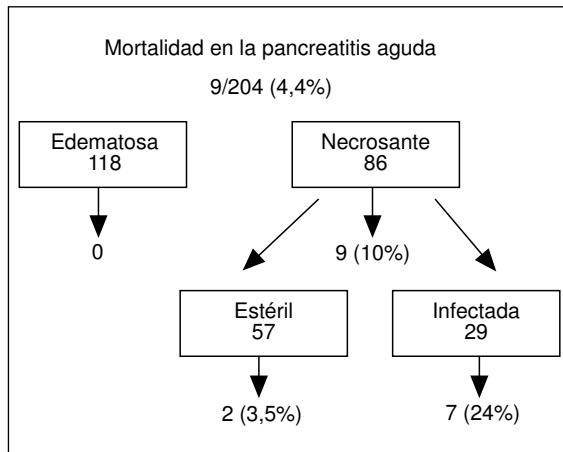 Mortalidad en la pancreatitis aguda
9/204 (4,4%)
Edematosa
118
Necrosante
86
0
9 (10%)
Estéril
57
Infectada
29
2 (3,5%)
7 (24%)